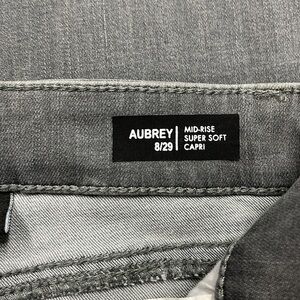 AUBREY
8/29
MID-RISE
SUPER SOFT
CAPRI